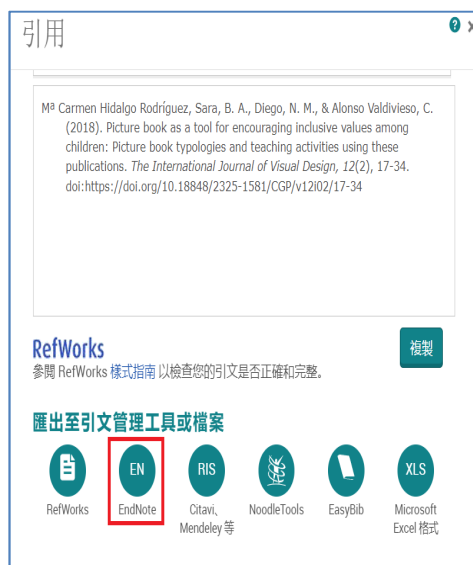 引用
? x
Mª Carmen Hidalgo Rodríguez, Sara, B. A., Diego, N. M., & Alonso Valdivieso, C.
(2018). Picture book as a tool for encouraging inclusive values among
children: Picture book typologies and teaching activities using these
publications. The International Journal of Visual Design, 12(2), 17-34.
doi:https://doi.org/10.18848/2325-1581/CGP/v12i02/17-34
RefWorks
複製
參閱 RefWorks 樣式指南 以檢查您的引文是否正確和完整。
匯出至引文管理工具或檔案
EN RIS XLS
RefWorks EndNote Citavi、 NoodleTools EasyBib Microsoft
Mendeley 等 Excel 格式